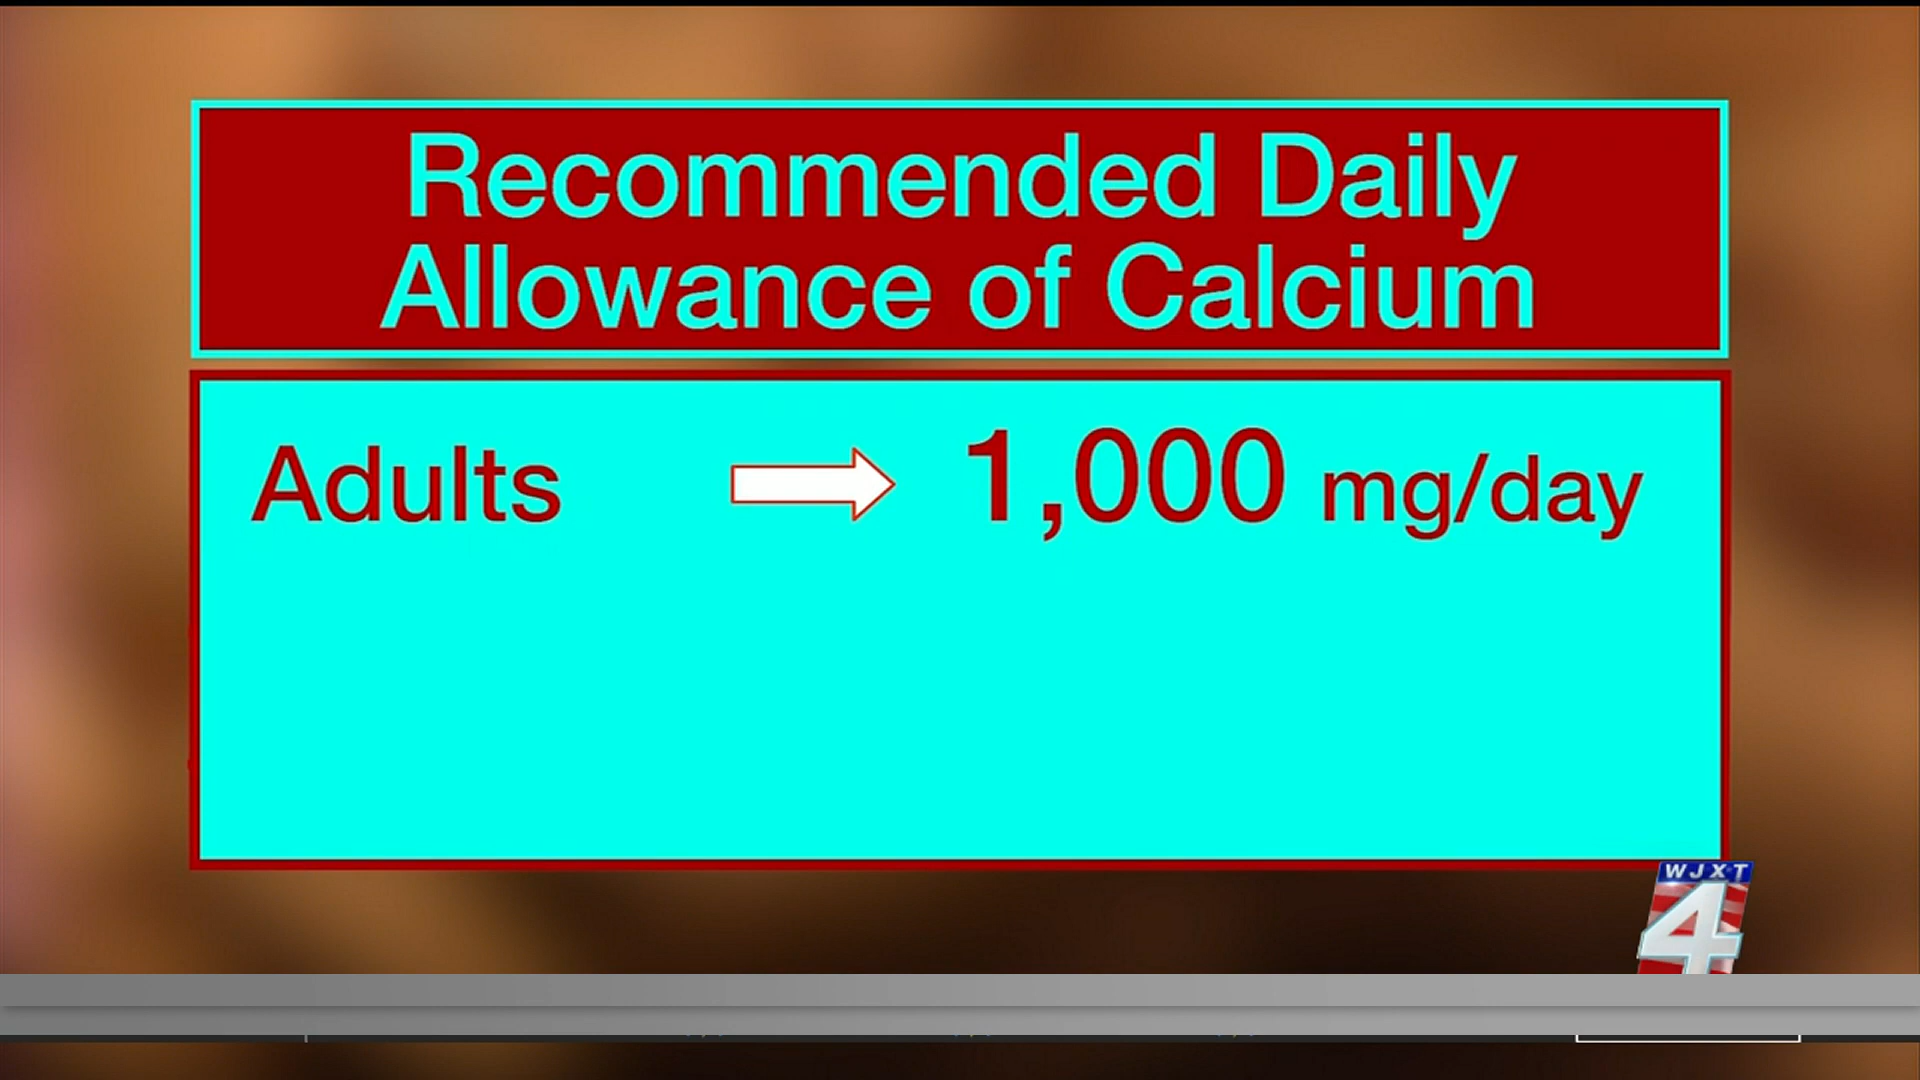 Recommended Daily
Allowance of Calcium
Adults 1,000 mg/day
WJXT
4